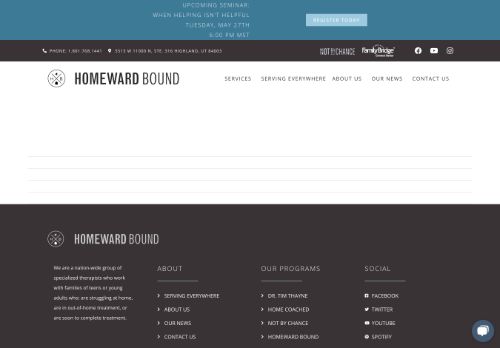 UPCOMING SEMINAR:
WHEN HELPING ISN'T HELPFUL
TUESDAY, MAY 27TH
6:00 PM MST
REGISTER TODAY
PHONE: 1.801.768.1441
5513 W 11000 N, STE. 316 HIGHLAND, UT 84003
NOT BY CHANCE
FamilyBridge
HOMEWARD BOUND
SERVICES
SERVING EVERYWHERE
ABOUT US
OUR NEWS
CONTACT US
HOMEWARD BOUND
We are a nation-wide group of
specialized therapists who work
with families of teens or young
adults who are struggling at home,
are in out-of-home treatment, or
are soon to complete treatment.
ABOUT
SERVING EVERYWHERE
ABOUT US
OUR NEWS
CONTACT US
OUR PROGRAMS
DR. TIM THAYNE
HOME COACHED
NOT BY CHANCE
HOMEWARD BOUND
SOCIAL
FACEBOOK
TWITTER
YOUTUBE
SPOTIFY